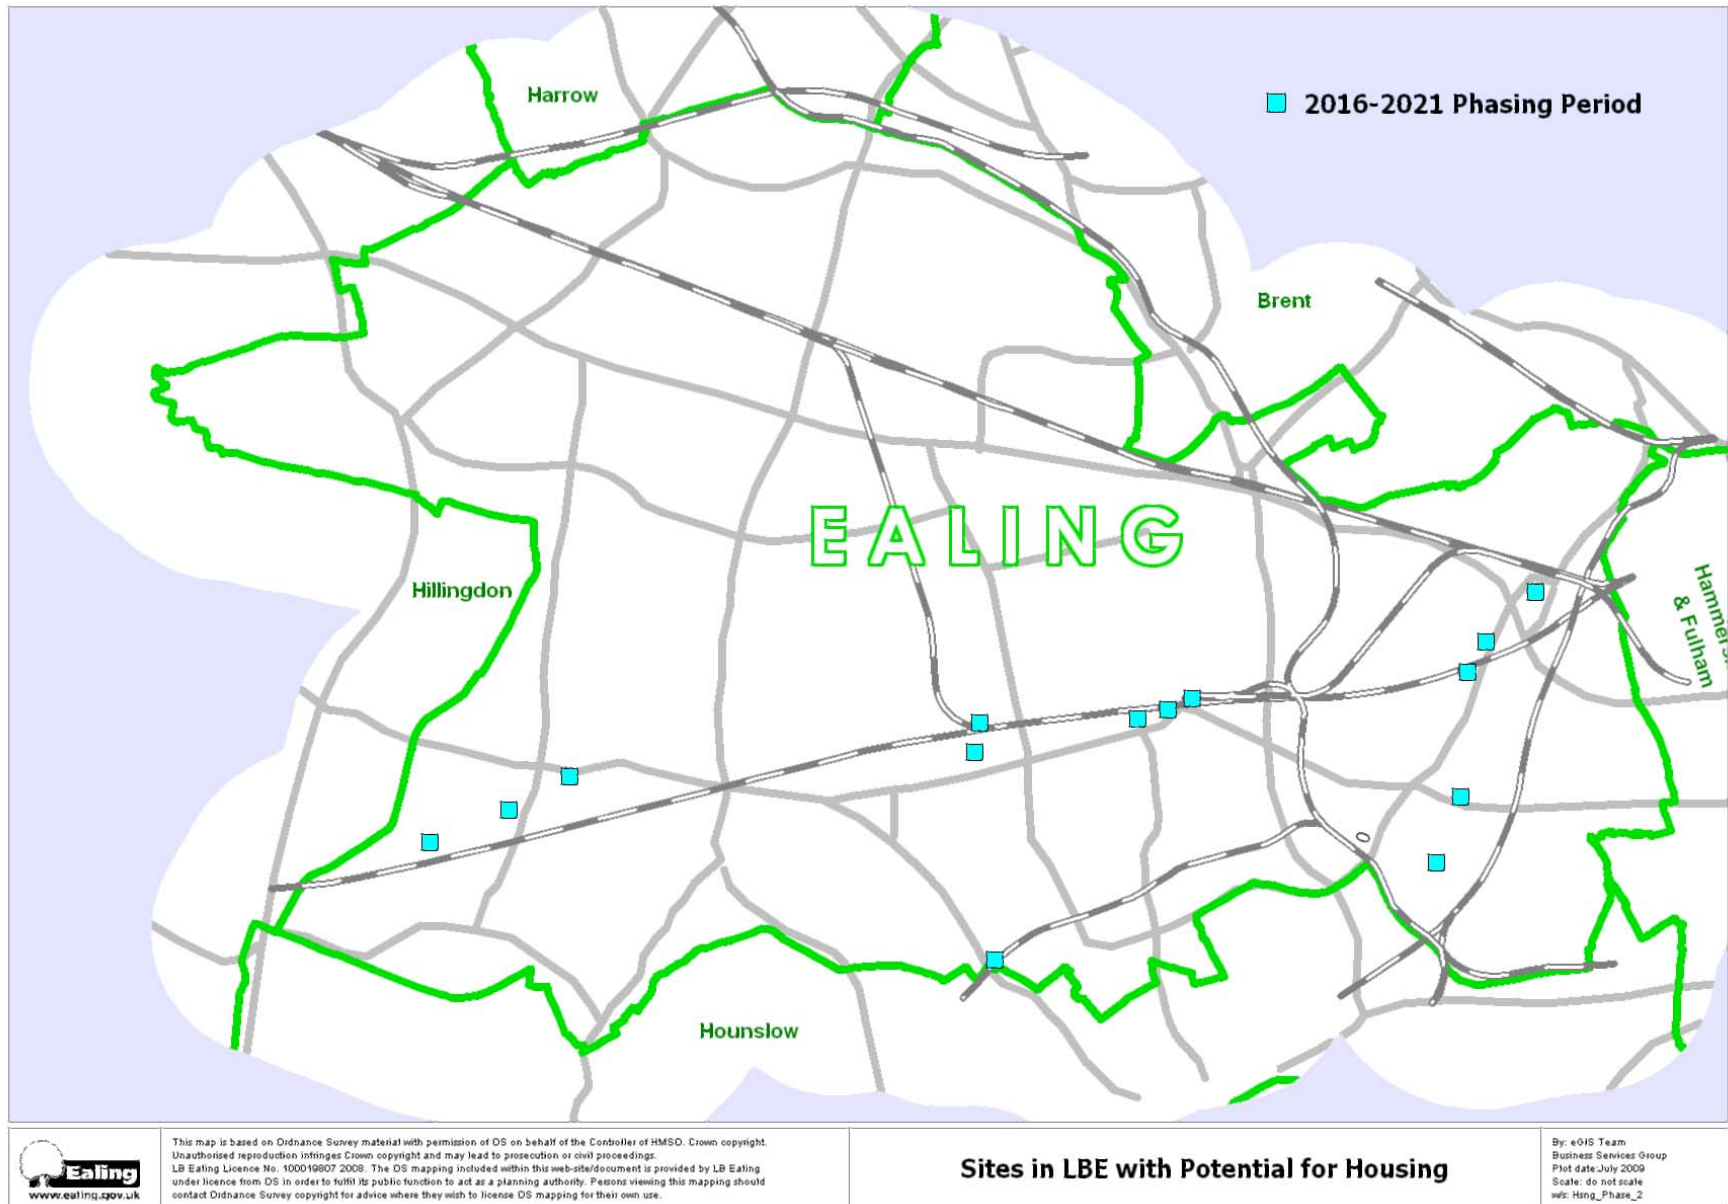 Harrow
2016-2021 Phasing Period
Brent
EALING
Hillingdon
Hammers
& Fulham
Hounslow
Ealing
www.ealing.gov.uk
This map is based on Ordnance Survey material with permission of OS on behalf of the Controller of HMSO. Crown copyright.
Unauthorised reproduction infringes Crown copyright and may lead to prosecution or civil proceedings.
LB Ealing Licence No. 100019807 2008. The OS mapping included within this web-site/document is provided by LB Ealing
under licence from OS in order to fulfil its public function to act as a planning authority. Persons viewing this mapping should
contact Ordnance Survey copyright for advice where they wish to license OS mapping for their own use.
Sites in LBE with Potential for Housing
By: eGIS Team
Business Services Group
Plot date:July 2009
Scale: do not scale
w/s: Hsng_Phase_2